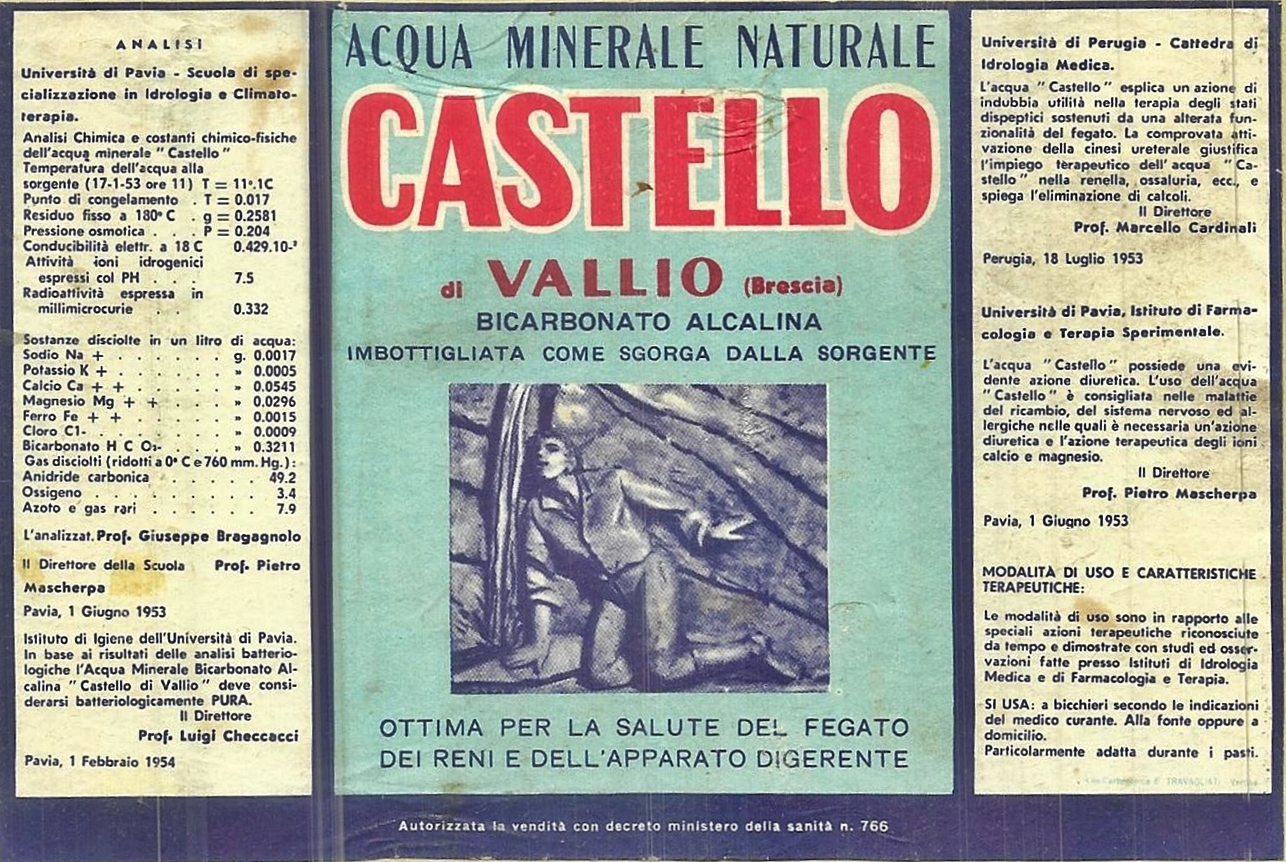 ANALISI
Università di Pavia - Scuola di spe-
cializzazione in Idrologia e Climato-
terapia.
Analisi Chimica e costanti chimico-fisiche
dell'acqua minerale "Castello"
Temperatura dell'acqua alla
sorgente (17-1-53 ore 11) T = 11°.1C
Punto di congelamento . T = 0.017
Residuo fisso a 180° C . g = 0.2581
Pressione osmotica . . . P = 0.204
Conducibilità elettr. a 18 C 0.429.10-³
Attività ioni idrogenici
espressi col PH . . . 7.5
Radioattività espressa in
millimicrocurie . . 0.332
Sostanze disciolte in un litro di acqua:
Sodio Na + . . . . . . . g. 0.0017
Potassio K + . . . . . . » 0.0005
Calcio Ca + + . . . . . » 0.0545
Magnesio Mg + + . . . . » 0.0296
Ferro Fe + + . . . . . . » 0.0015
Cloro C1- . . . . . . . » 0.0009
Bicarbonato H C O₃- . . . » 0.3211
Gas disciolti (ridotti a 0° C e 760 mm. Hg.) :
Anidride carbonica . . . . . 49.2
Ossigeno . . . . . . . . 3.4
Azoto e gas rari . . . . . . 7.9
L'analizzat. Prof. Giuseppe Bragagnolo
Il Direttore della Scuola Prof. Pietro
Mascherpa
Pavia, 1 Giugno 1953
Istituto di Igiene dell'Università di Pavia.
In base ai risultati delle analisi batterio-
logiche l'Acqua Minerale Bicarbonato Al-
calina "Castello di Vallio" deve consi-
derarsi batteriologicamente PURA.
Il Direttore
Prof. Luigi Checcacci
Pavia, 1 Febbraio 1954
ACQUA MINERALE NATURALE
CASTELLO
di VALLIO (Brescia)
BICARBONATO ALCALINA
IMBOTTIGLIATA COME SGORGA DALLA SORGENTE
OTTIMA PER LA SALUTE DEL FEGATO
DEI RENI E DELL'APPARATO DIGERENTE
Università di Perugia - Cattedra di
Idrologia Medica.
L'acqua "Castello" esplica un azione di
indubbia utilità nella terapia degli stati
dispeptici sostenuti da una alterata fun-
zionalità del fegato. La comprovata atti-
vazione della cinesi ureterale giustifica
l'impiego terapeutico dell'acqua "Ca-
stello" nella renella, ossaluria, ecc., e
spiega l'eliminazione di calcoli.
Il Direttore
Prof. Marcello Cardinali
Perugia, 18 Luglio 1953
Università di Pavia, Istituto di Farma-
cologia e Terapia Sperimentale.
L'acqua "Castello" possiede una evi-
dente azione diuretica. L'uso dell'acqua
"Castello" è consigliata nelle malattie
del ricambio, del sistema nervoso ed al-
lergiche nelle quali è necessaria un'azione
diuretica e l'azione terapeutica degli ioni
calcio e magnesio.
Il Direttore
Prof. Pietro Mascherpa
Pavia, 1 Giugno 1953
MODALITÀ DI USO E CARATTERISTICHE
TERAPEUTICHE:
Le modalità di uso sono in rapporto alle
speciali azioni terapeutiche riconosciute
da tempo e dimostrate con studi ed osser-
vazioni fatte presso Istituti di Idrologia
Medica e di Farmacologia e Terapia.
SI USA: a bicchieri secondo le indicazioni
del medico curante. Alla fonte oppure a
domicilio.
Particolarmente adatta durante i pasti.
TRAVAGLIATI
Autorizzata la vendità con decreto ministero della sanità n. 766